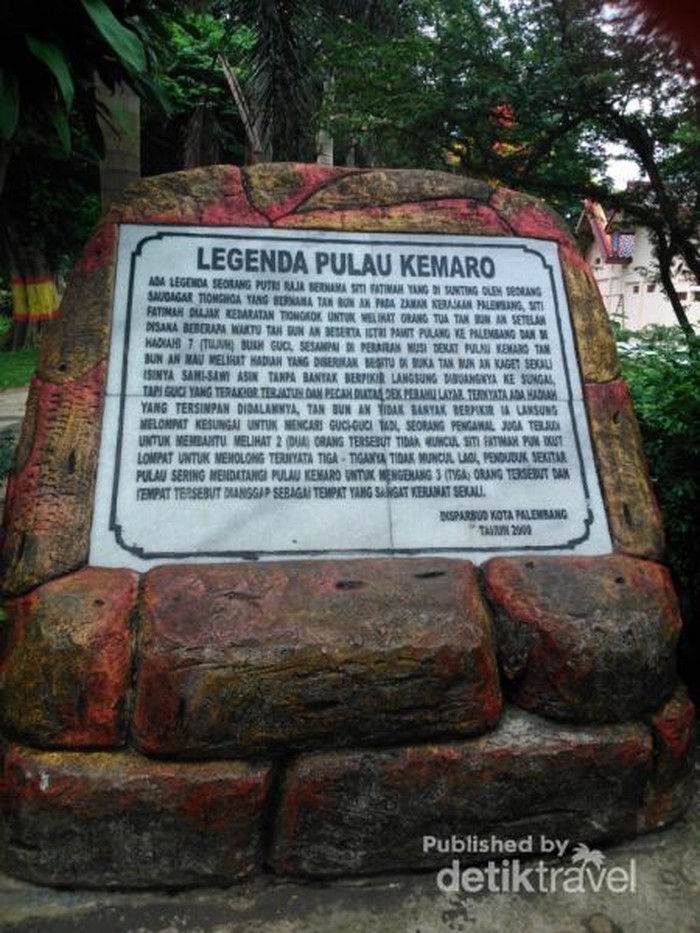 LEGENDA PULAU KEMARO
ADA LEGENDA SEORANG PUTRI RAJA BERNAMA SITI FATIMAH YANG DI SUNTING OLEH SEORANG
SAUDAGAR TIONGHOA YANG BERNAMA TAN BUN AN PADA ZAMAN KERAJAAN PALEMBANG, SITI
FATIMAH DIAJAK KEDARATAN TIONGKOK UNTUK MELIHAT ORANG TUA TAN BUN AN SETELAH
DISANA BEBERAPA WAKTU TAN BUN AN BESERTA ISTRI PAMIT PULANG KE PALEMBANG DAN DI
HADIAHI 7 (TUJUH) BUAH GUCI, SESAMPAI DI PERAIRAN MUSI DEKAT PULAU KEMARO TAN
BUN AN MAU MELIHAT HADIAH YANG DIBERIKAN BEGITU DI BUKA TAN BUN AN KAGET SEKALI
ISINYA SAWI-SAWI ASIN TANPA BANYAK BERPIKIR LANGSUNG DIBUANGNYA KE SUNGAI,
TAPI GUCI YANG TERAKHIR TERJATUH DAN PECAH DIATAS DEK PERAHU LAYAR. TERNYATA ADA HADIAH
YANG TERSIMPAN DIDALAMNYA, TAN BUN AN TIDAK BANYAK BERPIKIR IA LANSUNG
MELOMPAT KESUNGAI UNTUK MENCARI GUCI-GUCI TADI, SEORANG PENGAWAL JUGA TERJUN
UNTUK MEMBANTU. MELIHAT 2 (DUA) ORANG TERSEBUT TIDAK MUNCUL SITI FATIMAH PUN IKUT
LOMPAT UNTUK MENOLONG TERNYATA TIGA - TIGANYA TIDAK MUNCUL LAGI, PENDUDUK SEKITAR
PULAU SERING MENDATANGI PULAU KEMARO UNTUK MENGENANG 3 (TIGA) ORANG TERSEBUT DAN
TEMPAT TERSEBUT DIANGGAP SEBAGAI TEMPAT YANG SANGAT KERAMAT SEKALI.
DISPARBUD KOTA PALEMBANG
TAHUN
Published by
detiktravel